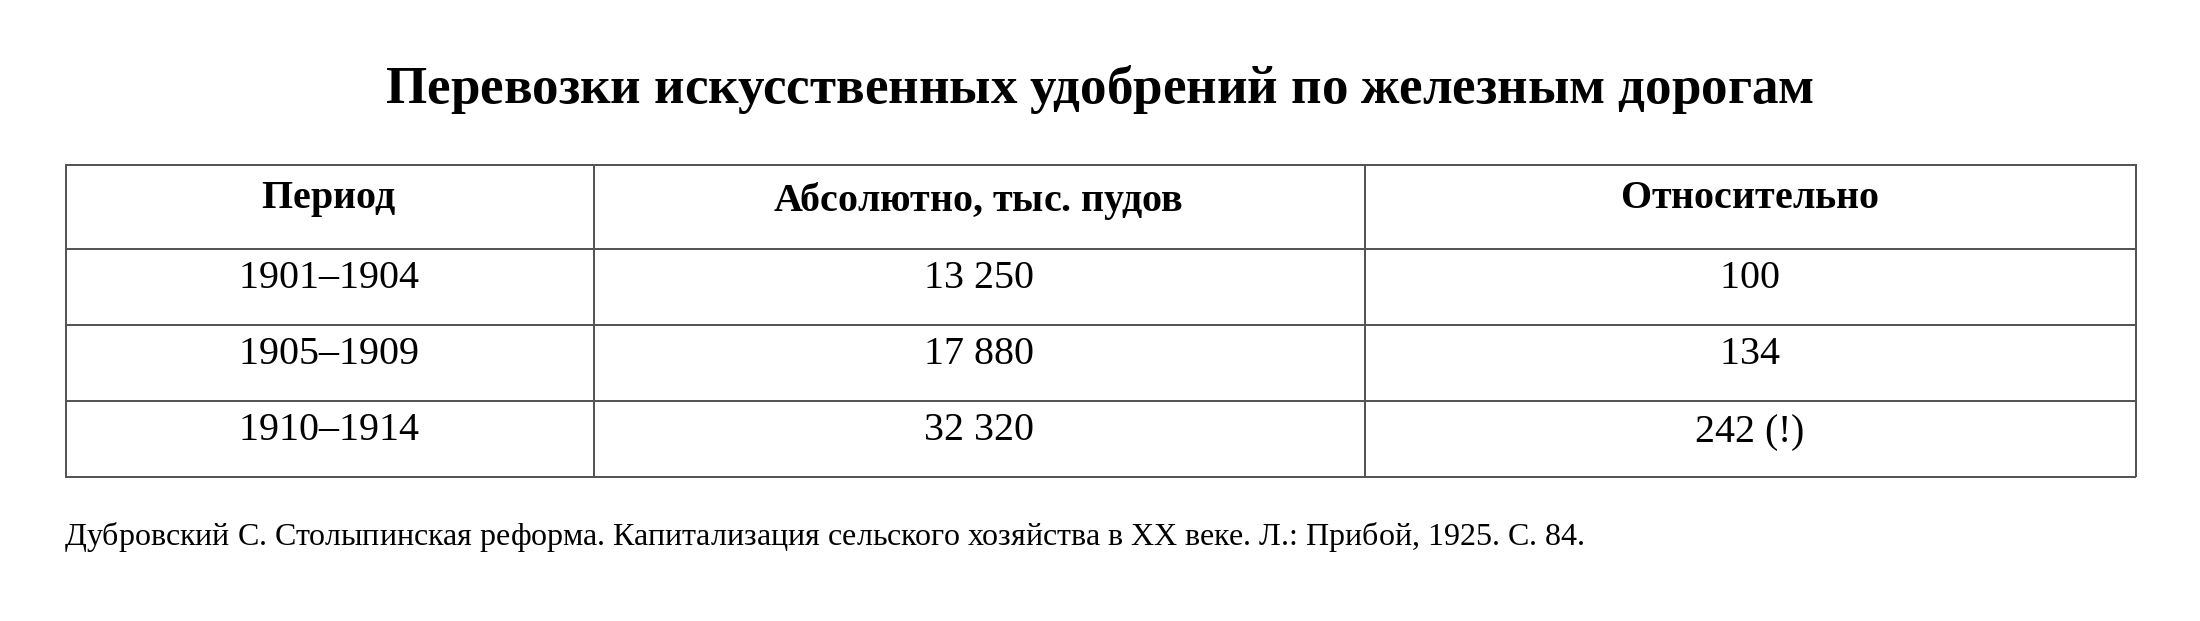 Перевозки искусственных удобрений по железным дорогам
Период Абсолютно, тыс. пудов Относительно
1901–1904 13 250 100
1905–1909 17 880 134
1910–1914 32 320 242 (!)
Дубровский С. Столыпинская реформа. Капитализация сельского хозяйства в XX веке. Л.: Прибой, 1925. С. 84.